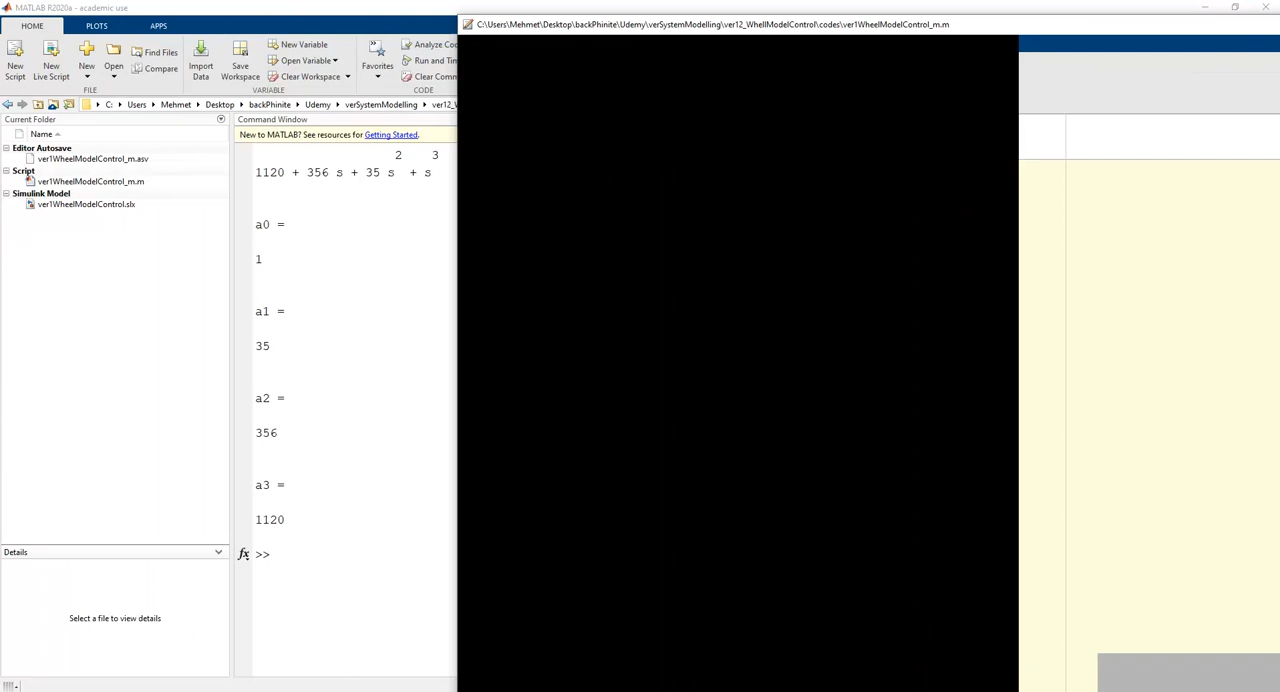 MATLAB R2020a - academic use
C:\Users\Mehmet\Desktop\backPhinite\Udemy\verSystemModelling\ver12_WhellModelControl\codes\ver1WheelModelControl_m.m
HOME PLOTS APPS
New Script
New Live Script
New
Open
Find Files
Compare
Import Data
Save Workspace
New Variable
Open Variable
Clear Workspace
Favorites
Analyze Co
Run and Tim
Clear Comm
FILE VARIABLE CODE
C: Users Mehmet Desktop backPhinite Udemy verSystemModelling ver12_W
Current Folder
Name
Editor Autosave
ver1WheelModelControl_m.asv
Script
ver1WheelModelControl_m.m
Simulink Model
ver1WheelModelControl.slx
Details
Select a file to view details
Command Window
New to MATLAB? See resources for Getting Started.
2 3
1120 + 356 s + 35 s + s
a0 =
1
a1 =
35
a2 =
356
a3 =
1120
fx >>